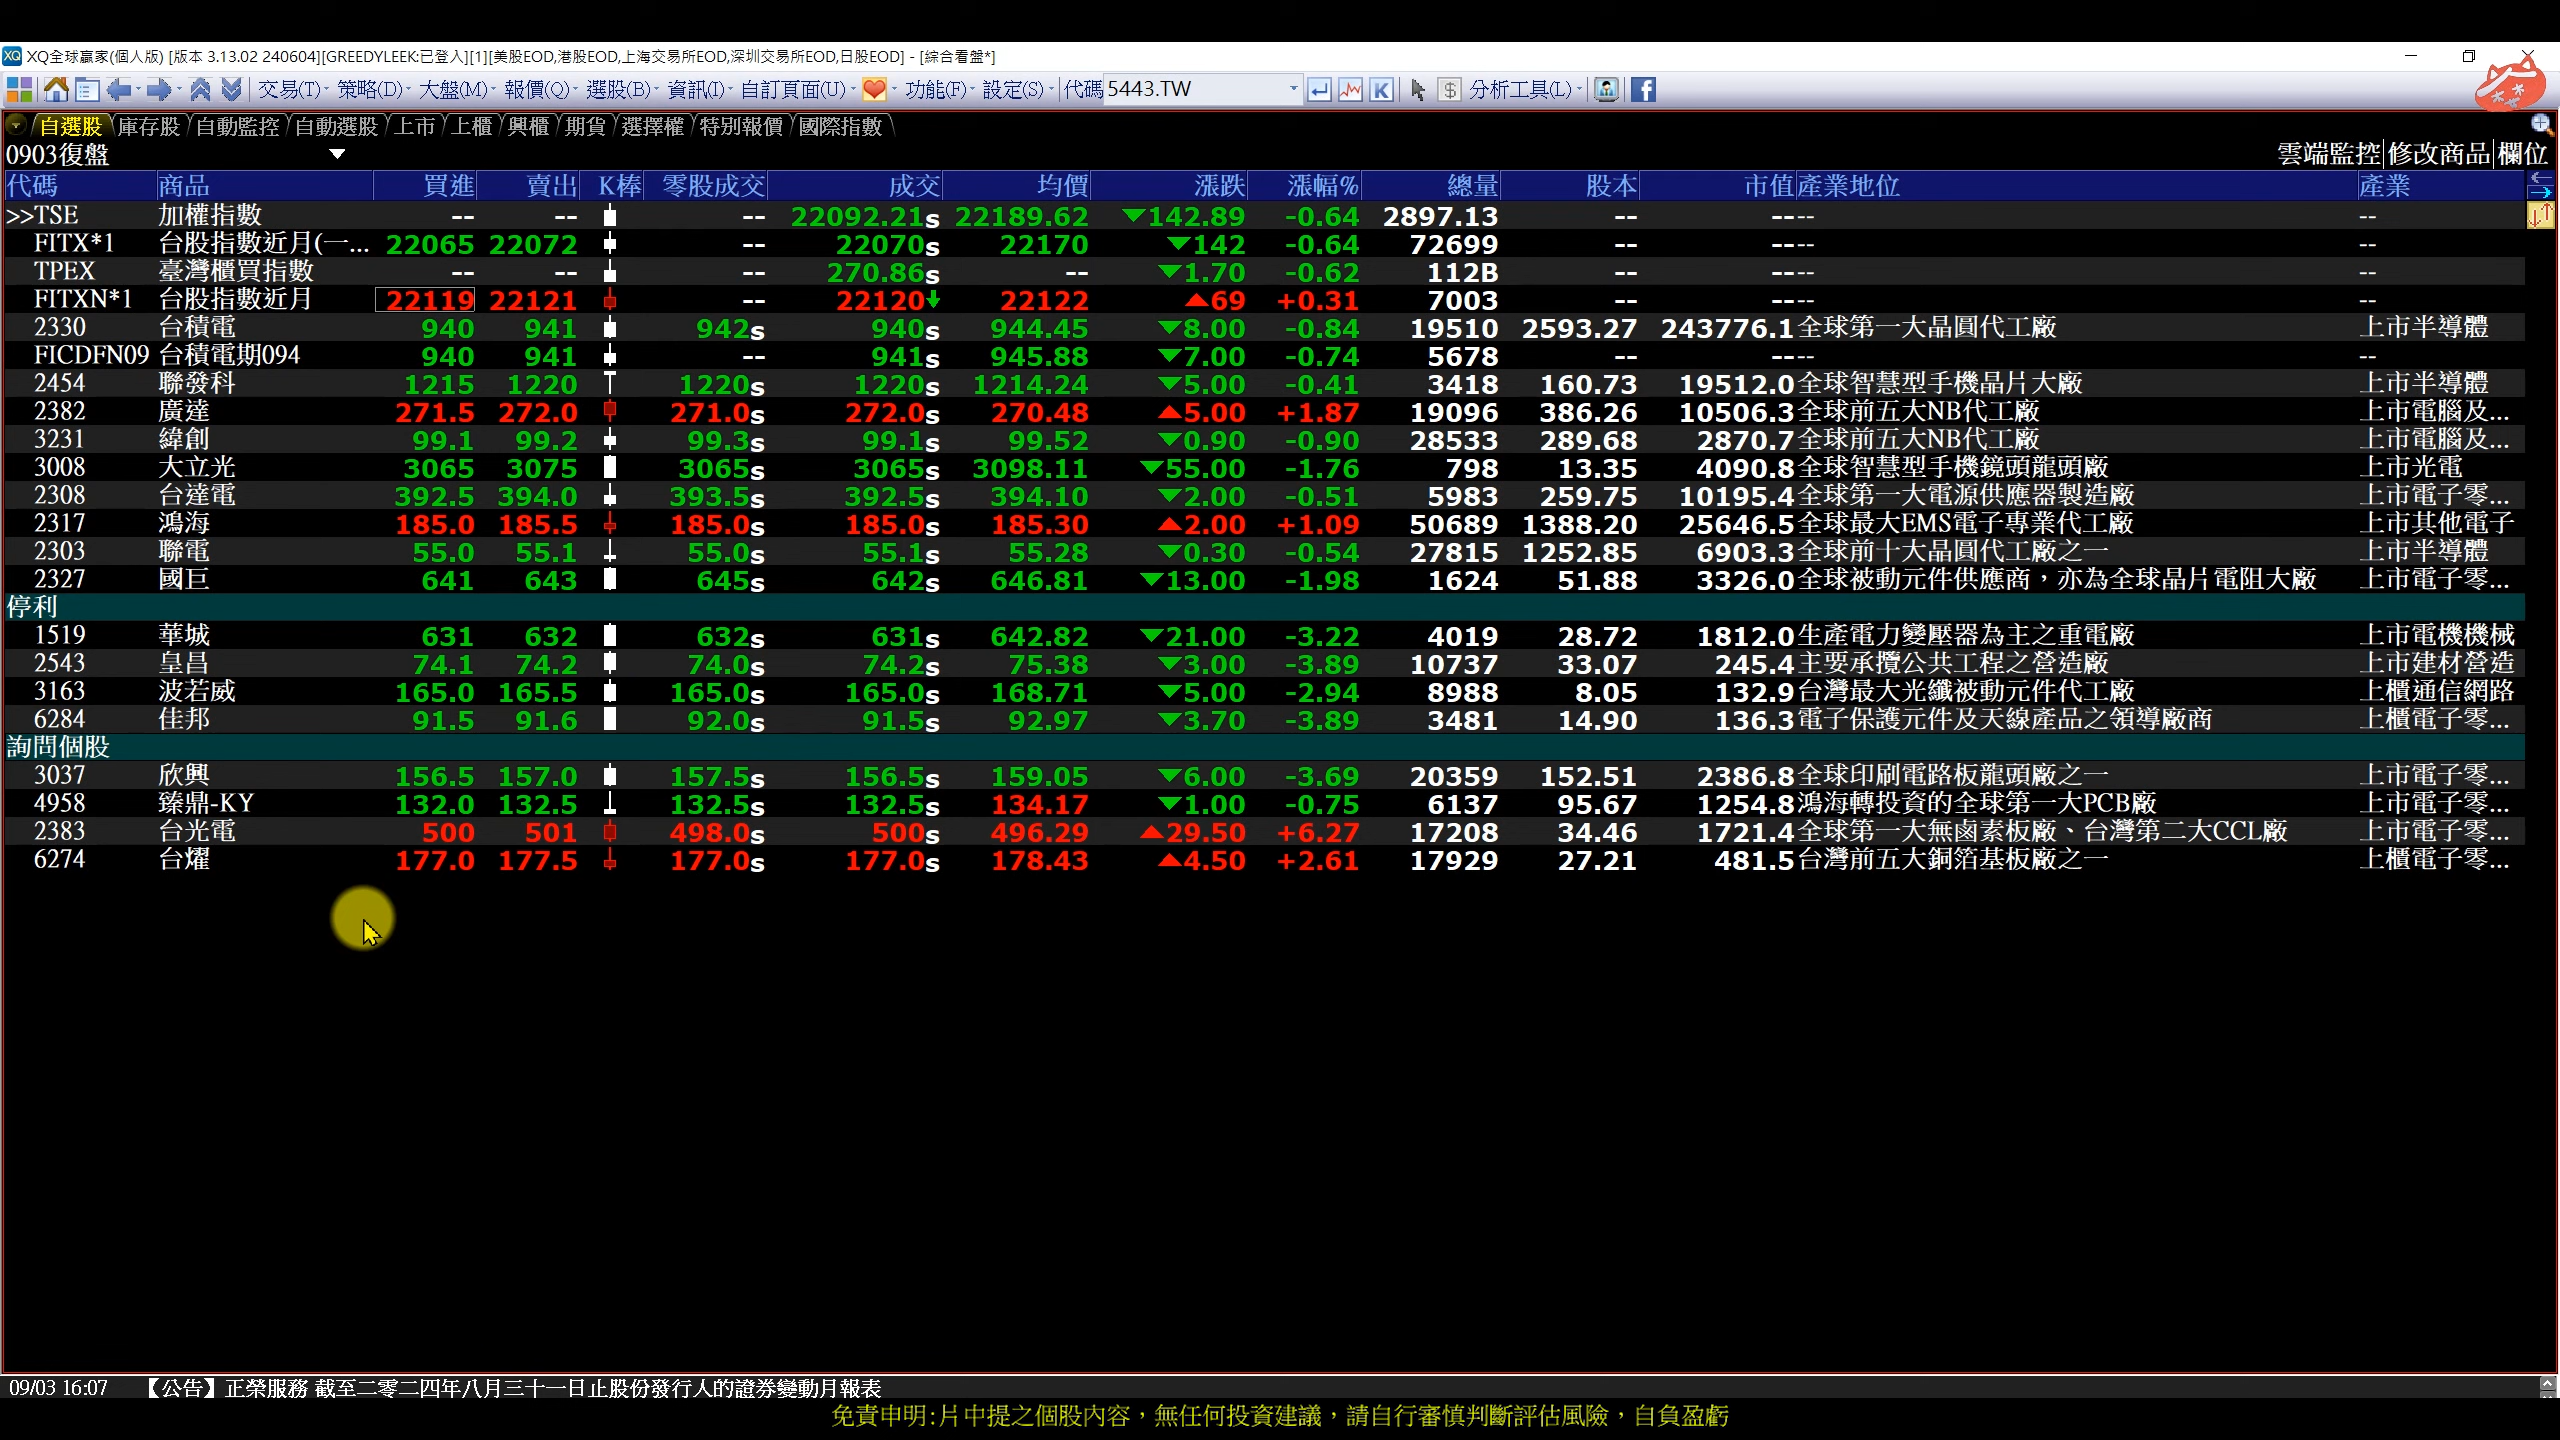 XQ全球贏家(個人版) [版本 3.13.02 240604][GREEDYLEEK:已登入][1][美股EOD,港股EOD,上海交易所EOD,深圳交易所EOD,日股EOD] - [綜合看盤*]
交易(T) 策略(D) 大盤(M) 報價(Q) 選股(B) 資訊(I) 自訂頁面(U) 功能(F) 設定(S) 代碼 5443.TW K $ 分析工具(L) f
自選股 庫存股 自動監控 自動選股 上市 上櫃 興櫃 期貨 選擇權 特別報價 國際指數
0903復盤 雲端監控 修改商品 欄位
代碼 商品 買進 賣出 K棒 零股成交 成交 均價 漲跌 漲幅% 總量 股本 市值 產業地位 產業
>>TSE 加權指數 -- -- -- 22092.21s 22189.62 ▼142.89 -0.64 2897.13 -- -- -- --
FITX*1 台股指數近月(一... 22065 22072 -- 22070s 22170 ▼142 -0.64 72699 -- -- -- --
TPEX 臺灣櫃買指數 -- -- -- 270.86s -- ▼1.70 -0.62 112B -- -- -- --
FITXN*1 台股指數近月 22119 22121 -- 22120↓ 22122 ▲69 +0.31 7003 -- -- -- --
2330 台積電 940 941 942s 940s 944.45 ▼8.00 -0.84 19510 2593.27 243776.1 全球第一大晶圓代工廠 上市半導體
FICDFN09 台積電期094 940 941 -- 941s 945.88 ▼7.00 -0.74 5678 -- -- -- --
2454 聯發科 1215 1220 1220s 1220s 1214.24 ▼5.00 -0.41 3418 160.73 19512.0 全球智慧型手機晶片大廠 上市半導體
2382 廣達 271.5 272.0 271.0s 272.0s 270.48 ▲5.00 +1.87 19096 386.26 10506.3 全球前五大NB代工廠 上市電腦及...
3231 緯創 99.1 99.2 99.3s 99.1s 99.52 ▼0.90 -0.90 28533 289.68 2870.7 全球前五大NB代工廠 上市電腦及...
3008 大立光 3065 3075 3065s 3065s 3098.11 ▼55.00 -1.76 798 13.35 4090.8 全球智慧型手機鏡頭龍頭廠 上市光電
2308 台達電 392.5 394.0 393.5s 392.5s 394.10 ▼2.00 -0.51 5983 259.75 10195.4 全球第一大電源供應器製造廠 上市電子零...
2317 鴻海 185.0 185.5 185.0s 185.0s 185.30 ▲2.00 +1.09 50689 1388.20 25646.5 全球最大EMS電子專業代工廠 上市其他電子
2303 聯電 55.0 55.1 55.0s 55.1s 55.28 ▼0.30 -0.54 27815 1252.85 6903.3 全球前十大晶圓代工廠之一 上市半導體
2327 國巨 641 643 645s 642s 646.81 ▼13.00 -1.98 1624 51.88 3326.0 全球被動元件供應商，亦為全球晶片電阻大廠 上市電子零...
停利
1519 華城 631 632 632s 631s 642.82 ▼21.00 -3.22 4019 28.72 1812.0 生產電力變壓器為主之重電廠 上市電機機械
2543 皇昌 74.1 74.2 74.0s 74.2s 75.38 ▼3.00 -3.89 10737 33.07 245.4 主要承攬公共工程之營造廠 上市建材營造
3163 波若威 165.0 165.5 165.0s 165.0s 168.71 ▼5.00 -2.94 8988 8.05 132.9 台灣最大光纖被動元件代工廠 上櫃通信網路
6284 佳邦 91.5 91.6 92.0s 91.5s 92.97 ▼3.70 -3.89 3481 14.90 136.3 電子保護元件及天線產品之領導廠商 上櫃電子零...
詢問個股
3037 欣興 156.5 157.0 157.5s 156.5s 159.05 ▼6.00 -3.69 20359 152.51 2386.8 全球印刷電路板龍頭廠之一 上市電子零...
4958 臻鼎-KY 132.0 132.5 132.5s 132.5s 134.17 ▼1.00 -0.75 6137 95.67 1254.8 鴻海轉投資的全球第一大PCB廠 上市電子零...
2383 台光電 500 501 498.0s 500s 496.29 ▲29.50 +6.27 17208 34.46 1721.4 全球第一大無鹵素板廠、台灣第二大CCL廠 上市電子零...
6274 台燿 177.0 177.5 177.0s 177.0s 178.43 ▲4.50 +2.61 17929 27.21 481.5 台灣前五大銅箔基板廠之一 上櫃電子零...
09/03 16:07 【公告】正榮服務 截至二零二四年八月三十一日止股份發行人的證券變動月報表
免責申明:片中提之個股內容，無任何投資建議，請自行審慎判斷評估風險，自負盈虧